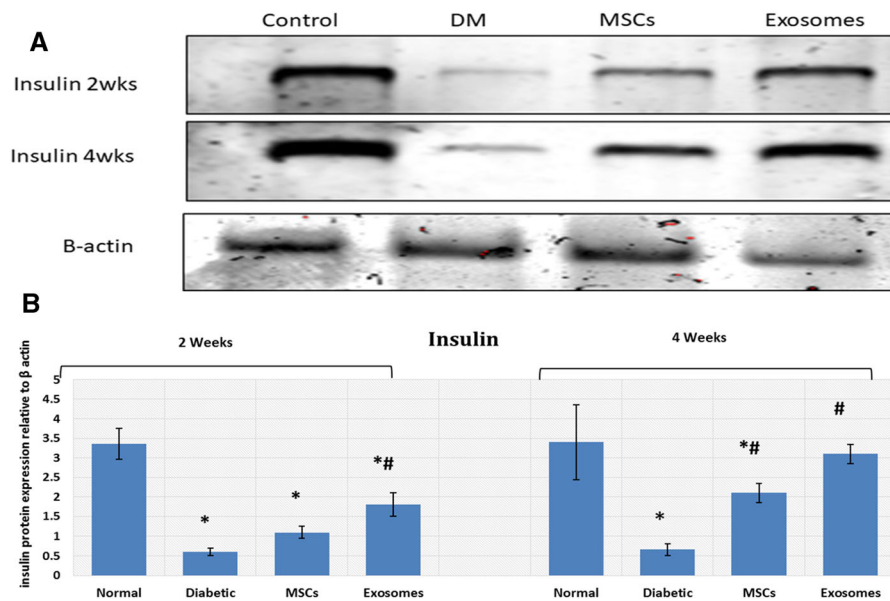 A
Control DM MSCs Exosomes
Insulin 2wks
Insulin 4wks
B-actin
B
2 Weeks Insulin 4 Weeks
insulin protein expression relative to β actin
5
4.5
4
3.5
3
2.5
2
1.5
1
0.5
0
* * *# * *# #
Normal Diabetic MSCs Exosomes Normal Diabetic MSCs Exosomes